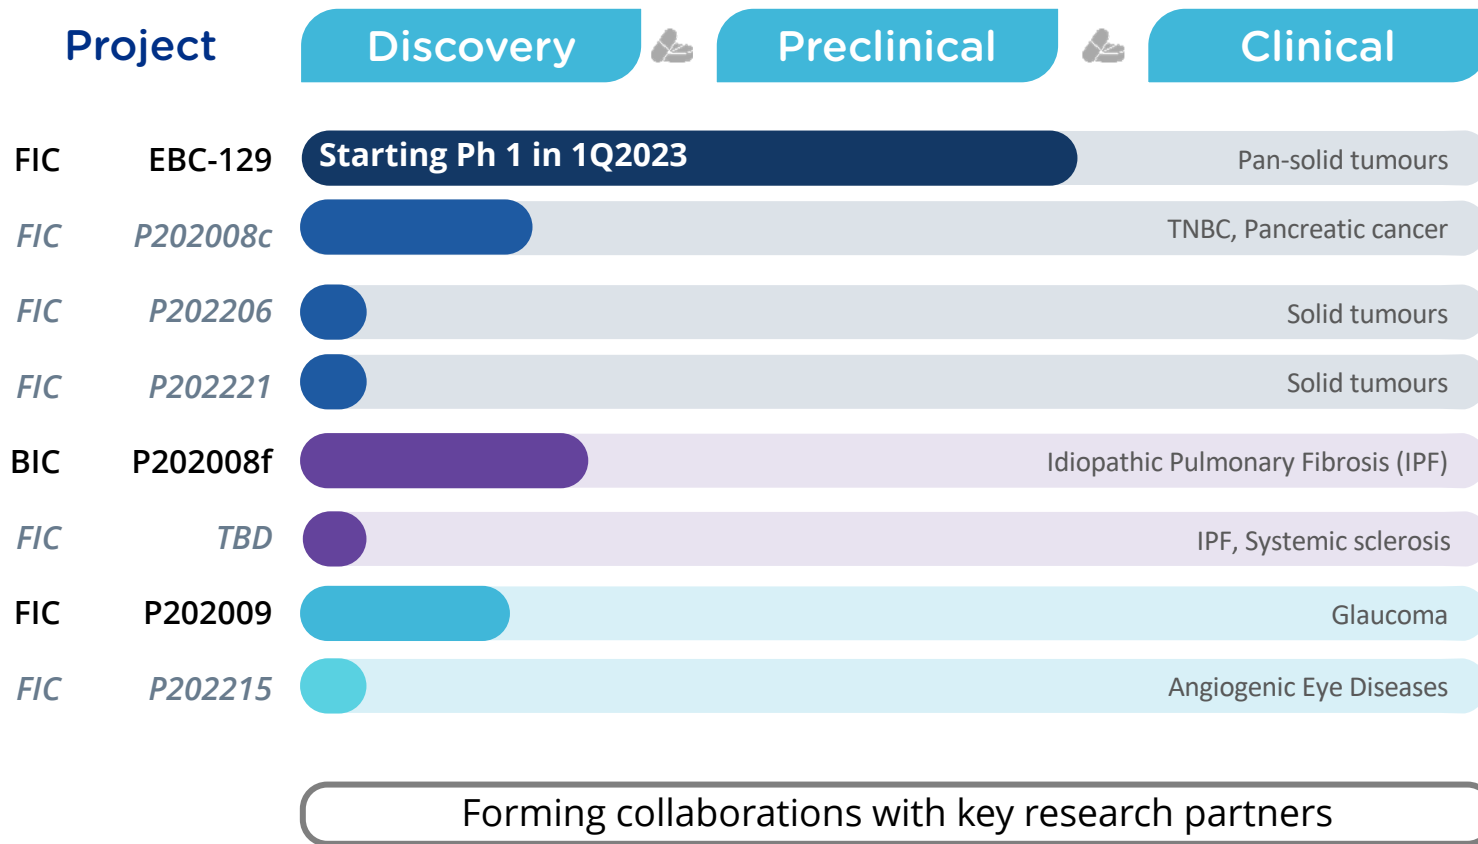 Project Discovery Preclinical Clinical
FIC EBC-129 Starting Ph 1 in 1Q2023 Pan-solid tumours
FIC P202008c TNBC, Pancreatic cancer
FIC P202206 Solid tumours
FIC P202221 Solid tumours
BIC P202008f Idiopathic Pulmonary Fibrosis (IPF)
FIC TBD IPF, Systemic sclerosis
FIC P202009 Glaucoma
FIC P202215 Angiogenic Eye Diseases
Forming collaborations with key research partners